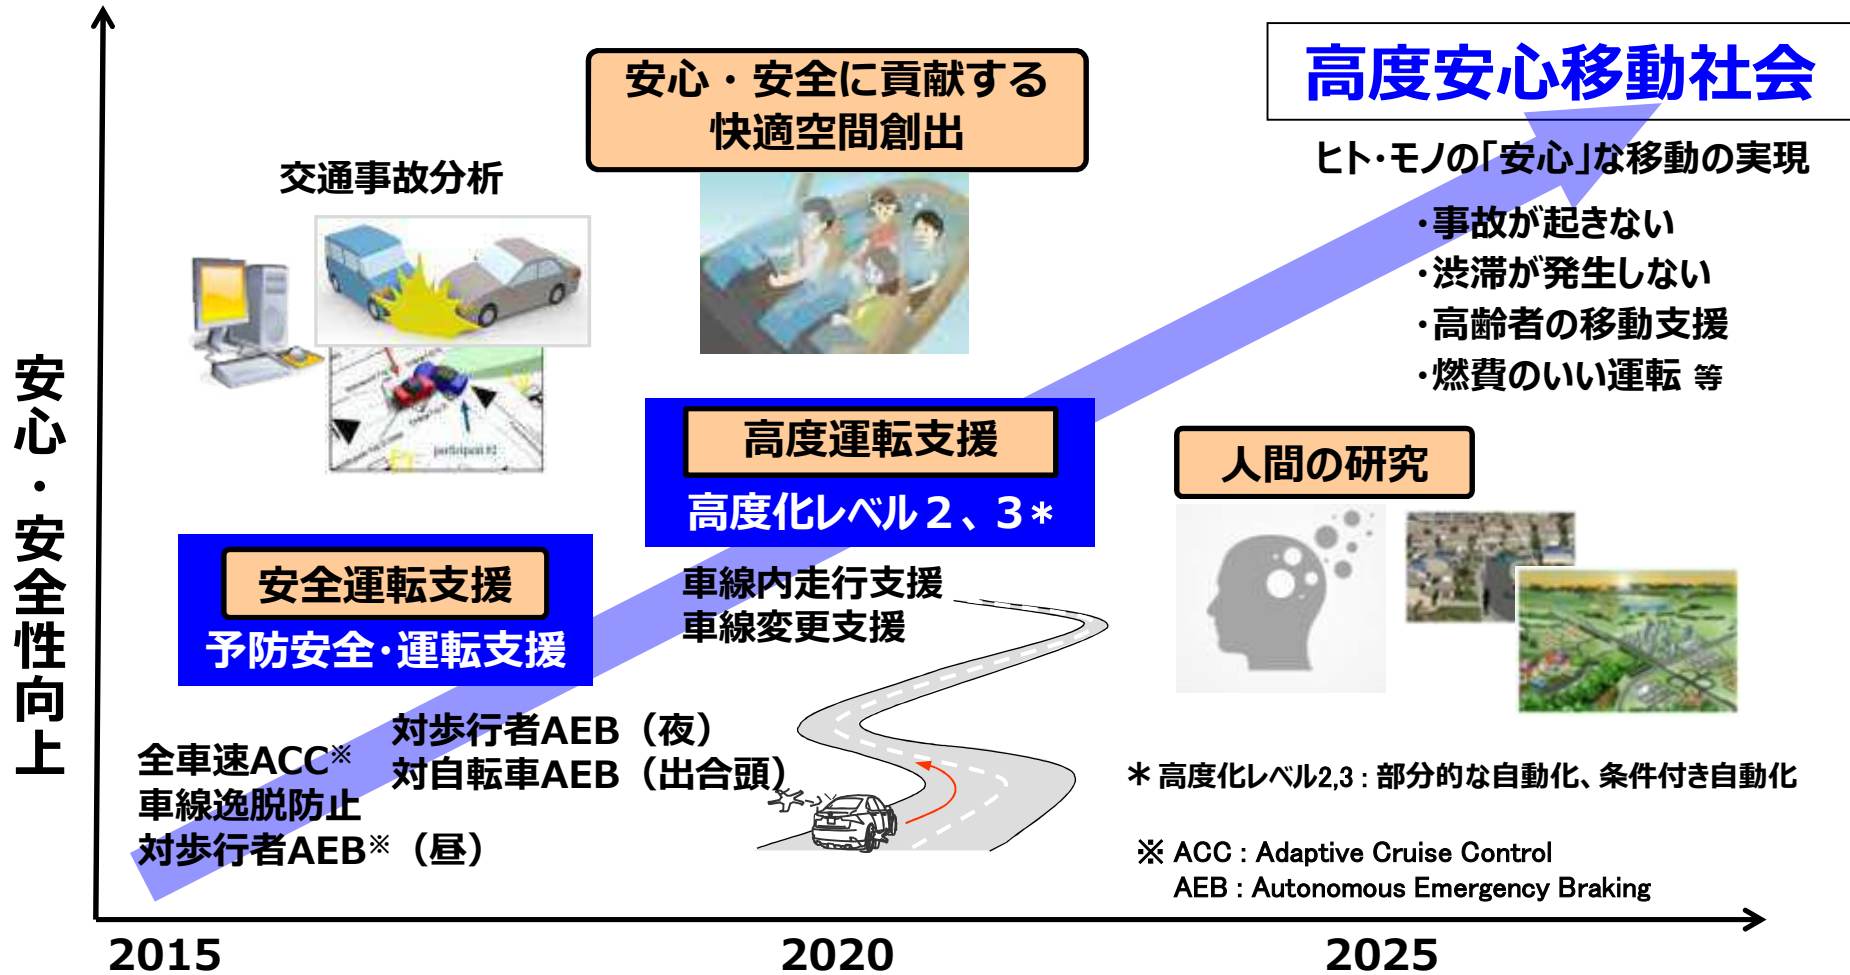 高度安心移動社会
安心・安全に貢献する
快適空間創出
ヒト・モノの「安心」な移動の実現
・事故が起きない
・渋滞が発生しない
・高齢者の移動支援
・燃費のいい運転 等
交通事故分析
participant #2
安心・安全性向上
高度運転支援
高度化レベル２、３＊
人間の研究
安全運転支援
予防安全・運転支援
車線内走行支援
車線変更支援
対歩行者AEB（夜）
対自転車AEB（出合頭）
全車速ACC※
車線逸脱防止
対歩行者AEB※（昼）
＊高度化レベル2,3：部分的な自動化、条件付き自動化
※ ACC : Adaptive Cruise Control
AEB : Autonomous Emergency Braking
2015
2020
2025